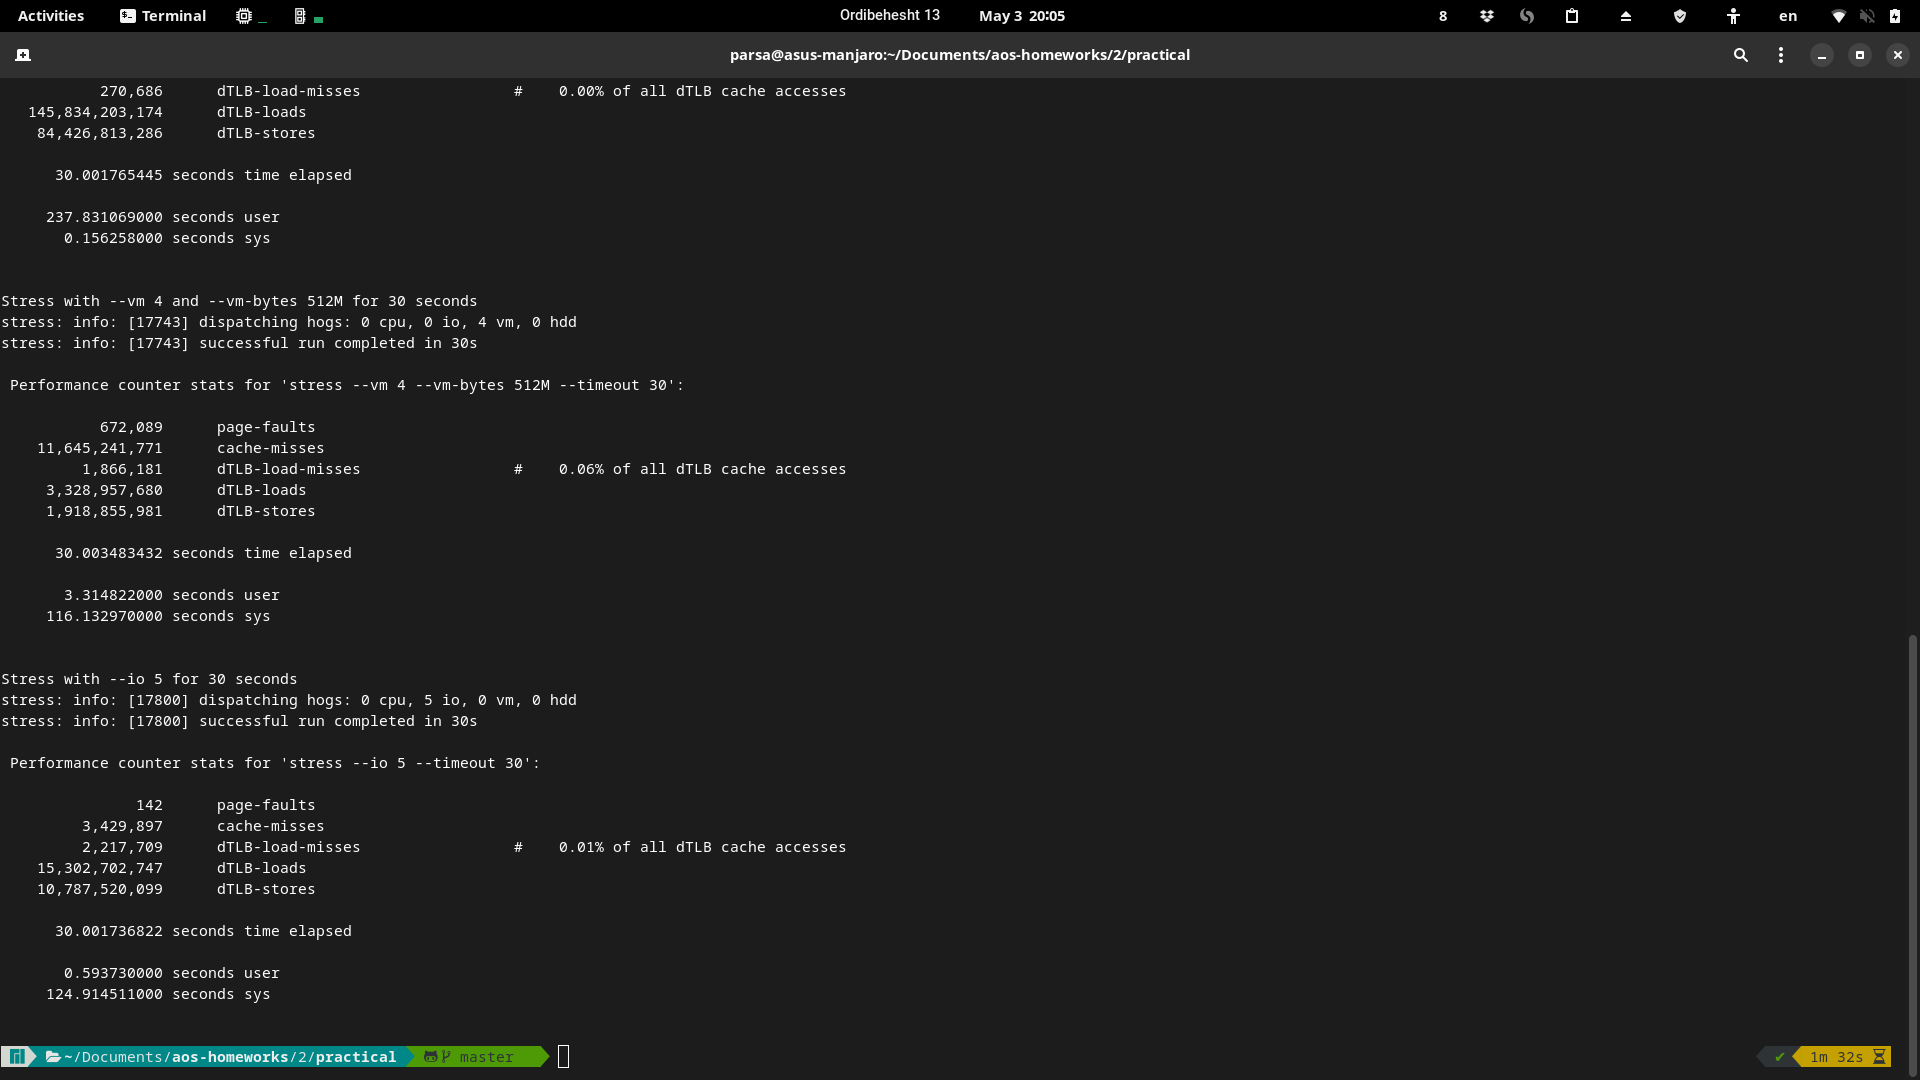 Activities Terminal Ordibehesht 13 May 3 20:05 8 en
parsa@asus-manjaro:~/Documents/aos-homeworks/2/practical
270,686 dTLB-load-misses # 0.00% of all dTLB cache accesses
145,834,203,174 dTLB-loads
84,426,813,286 dTLB-stores
30.001765445 seconds time elapsed
237.831069000 seconds user
0.156258000 seconds sys
Stress with --vm 4 and --vm-bytes 512M for 30 seconds
stress: info: [17743] dispatching hogs: 0 cpu, 0 io, 4 vm, 0 hdd
stress: info: [17743] successful run completed in 30s
Performance counter stats for 'stress --vm 4 --vm-bytes 512M --timeout 30':
672,089 page-faults
11,645,241,771 cache-misses
1,866,181 dTLB-load-misses # 0.06% of all dTLB cache accesses
3,328,957,680 dTLB-loads
1,918,855,981 dTLB-stores
30.003483432 seconds time elapsed
3.314822000 seconds user
116.132970000 seconds sys
Stress with --io 5 for 30 seconds
stress: info: [17800] dispatching hogs: 0 cpu, 5 io, 0 vm, 0 hdd
stress: info: [17800] successful run completed in 30s
Performance counter stats for 'stress --io 5 --timeout 30':
142 page-faults
3,429,897 cache-misses
2,217,709 dTLB-load-misses # 0.01% of all dTLB cache accesses
15,302,702,747 dTLB-loads
10,787,520,099 dTLB-stores
30.001736822 seconds time elapsed
0.593730000 seconds user
124.914511000 seconds sys
~/Documents/aos-homeworks/2/practical master ✔ 1m 32s